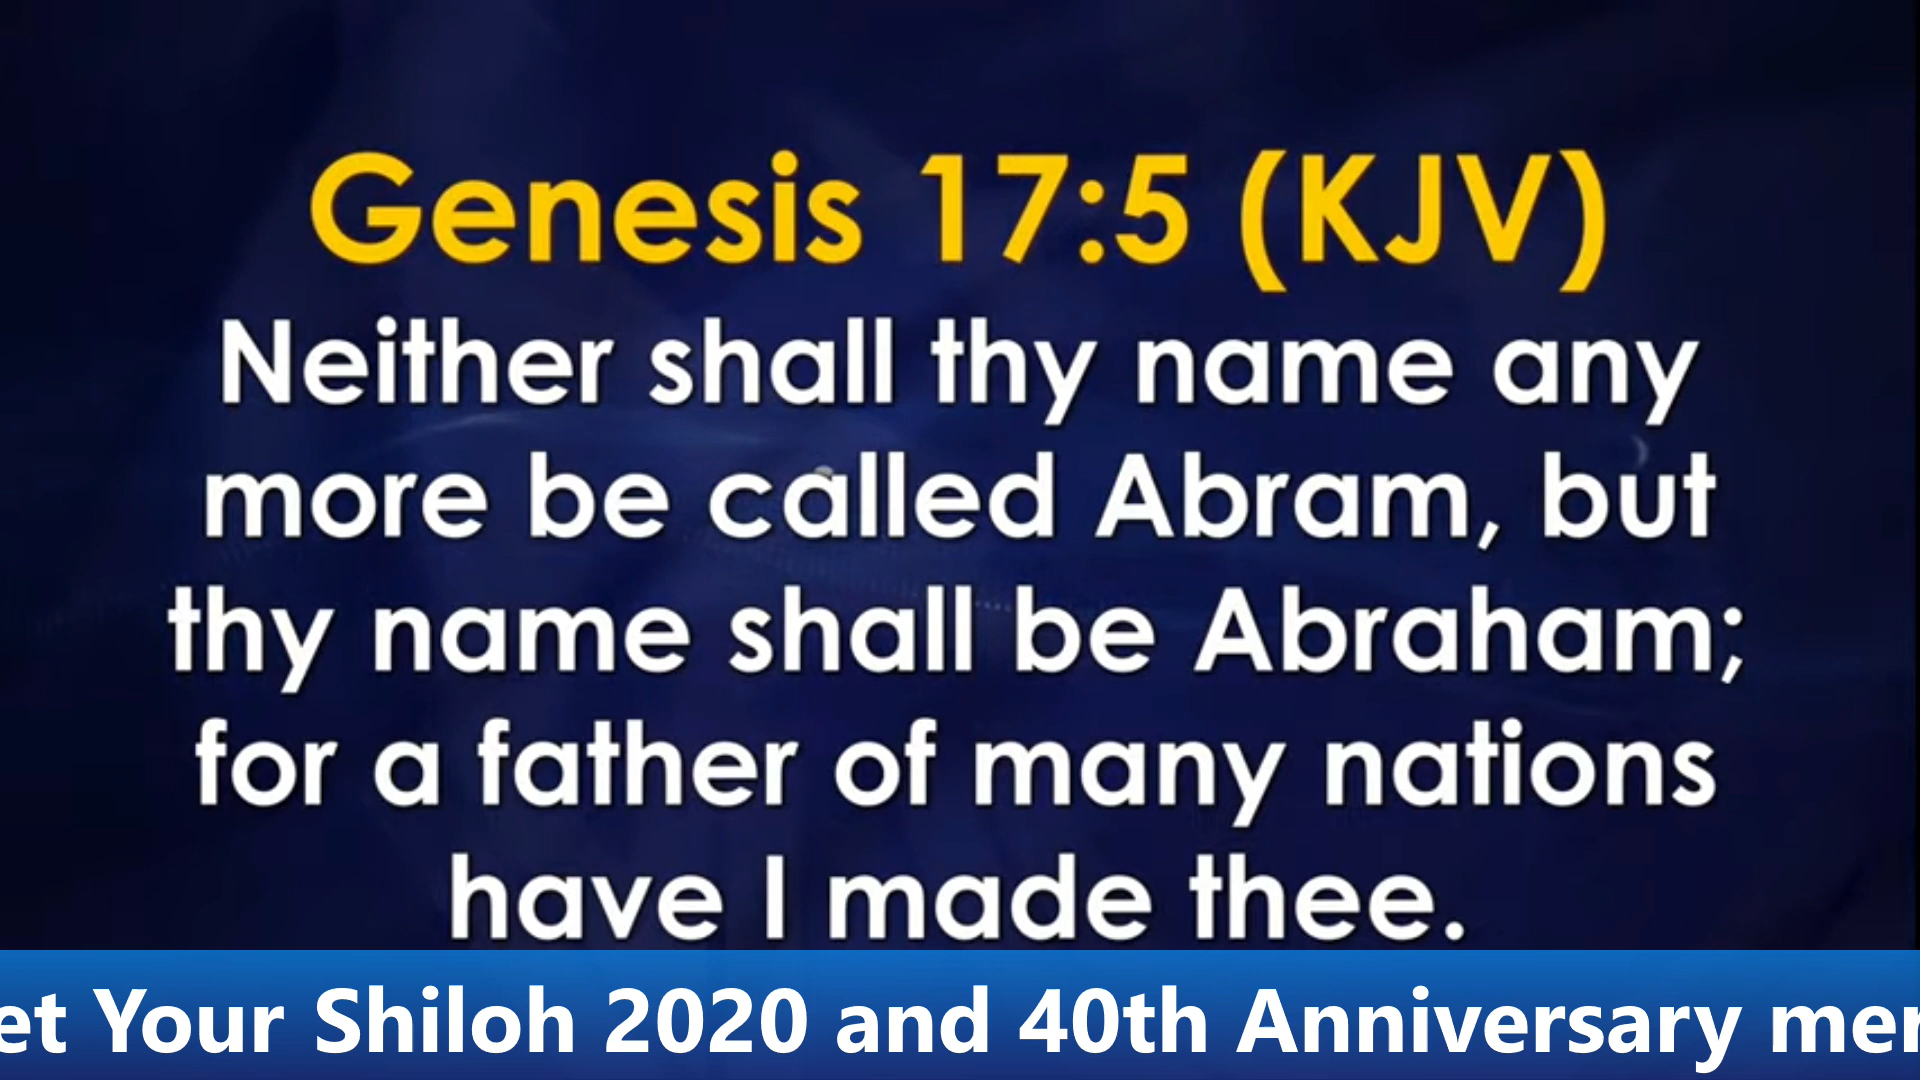 Genesis 17:5 (KJV)
Neither shall thy name any
more be called Abram, but
thy name shall be Abraham;
for a father of many nations
have I made thee.
Your Shiloh 2020 and 40th Anniversary